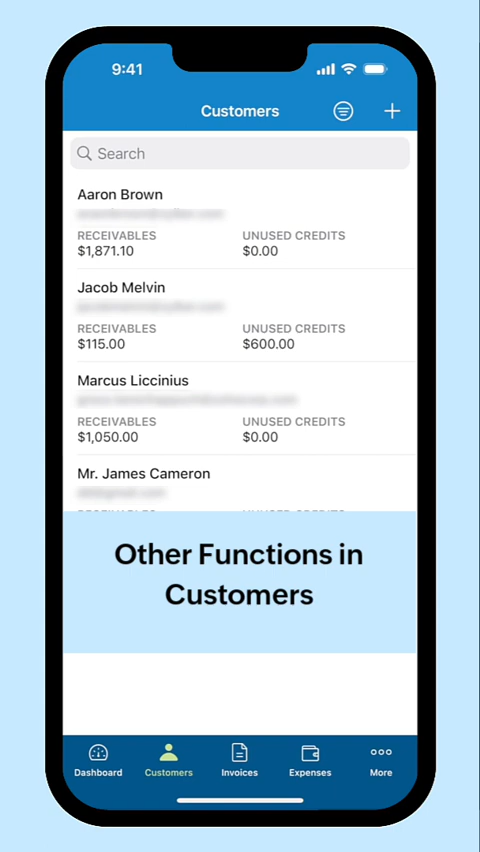 9:41
Customers
Search
Aaron Brown
RECEIVABLES UNUSED CREDITS
$1,871.10 $0.00
Jacob Melvin
RECEIVABLES UNUSED CREDITS
$115.00 $600.00
Marcus Liccinius
RECEIVABLES UNUSED CREDITS
$1,050.00 $0.00
Mr. James Cameron
Other Functions in
Customers
Dashboard Customers Invoices Expenses More